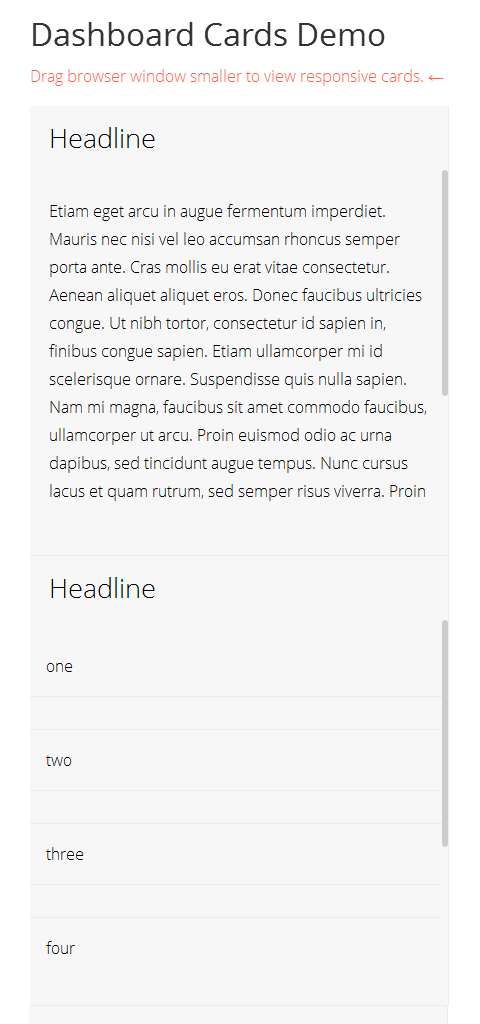 Dashboard Cards Demo
Drag browser window smaller to view responsive cards. ←
Headline
Etiam eget arcu in augue fermentum imperdiet.
Mauris nec nisi vel leo accumsan rhoncus semper
porta ante. Cras mollis eu erat vitae consectetur.
Aenean aliquet aliquet eros. Donec faucibus ultricies
congue. Ut nibh tortor, consectetur id sapien in,
finibus congue sapien. Etiam ullamcorper mi id
scelerisque ornare. Suspendisse quis nulla sapien.
Nam mi magna, faucibus sit amet commodo faucibus,
ullamcorper ut arcu. Proin euismod odio ac urna
dapibus, sed tincidunt augue tempus. Nunc cursus
lacus et quam rutrum, sed semper risus viverra. Proin
Headline
one
two
three
four